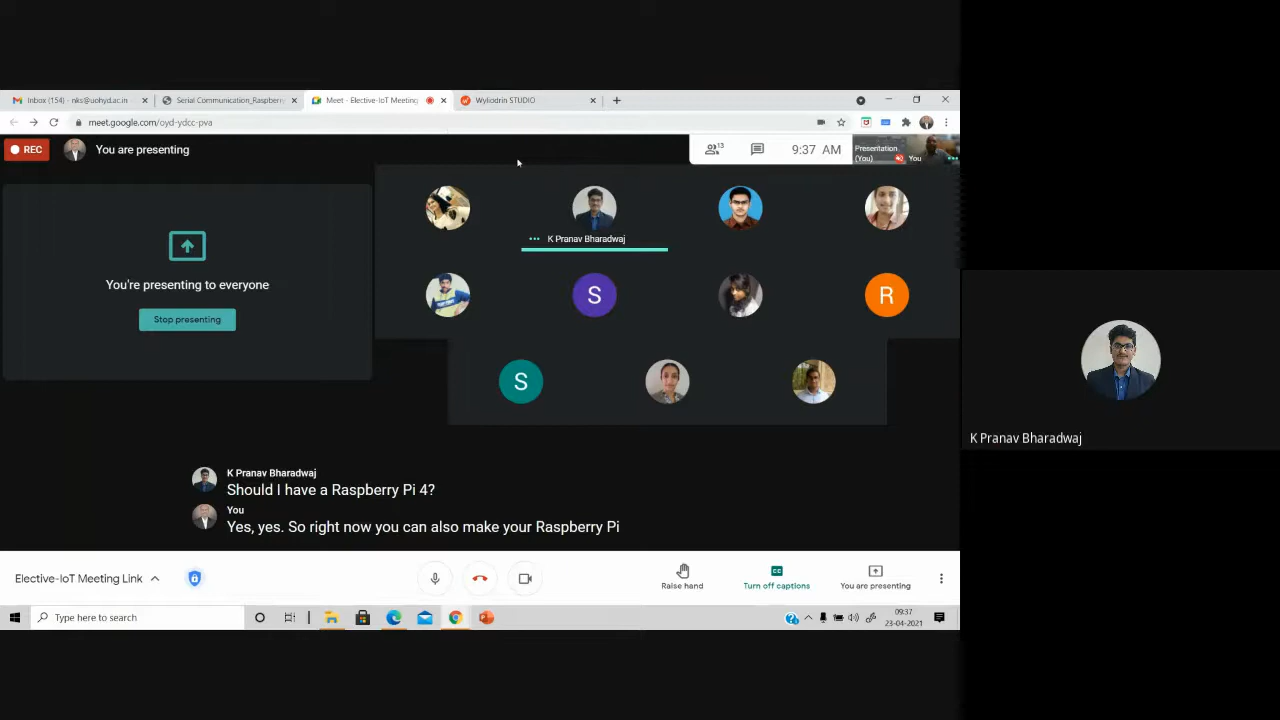 Inbox (154) - nks@uohyd.ac.in
Serial Communication_Raspberry
Meet - Elective-IoT Meeting
Wyliodrin STUDIO
meet.google.com/oyd-ydcc-pva
REC
You are presenting
13
9:37 AM
Presentation
(You)
You
K Pranav Bharadwaj
You're presenting to everyone
Stop presenting
S
R
S
K Pranav Bharadwaj
K Pranav Bharadwaj
Should I have a Raspberry Pi 4?
You
Yes, yes. So right now you can also make your Raspberry Pi
Elective-IoT Meeting Link
Raise hand
CC
Turn off captions
You are presenting
Type here to search
09:37
23-04-2021